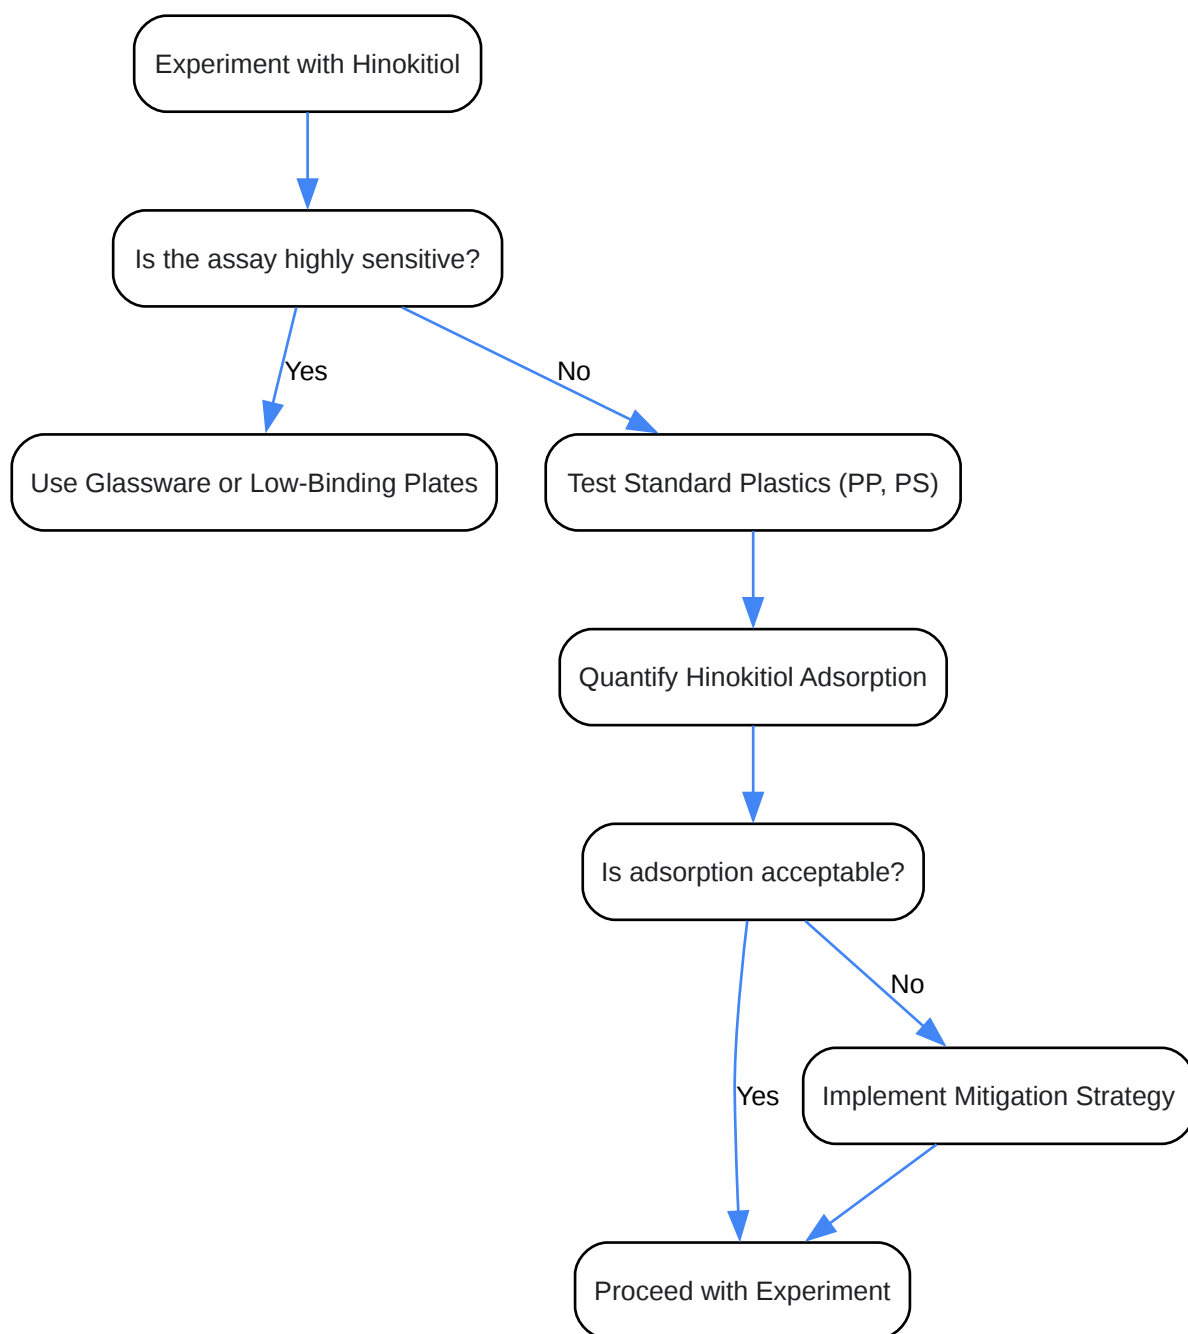 Experiment with Hinokitiol
Is the assay highly sensitive?
Yes
No
Use Glassware or Low-Binding Plates
Test Standard Plastics (PP, PS)
Quantify Hinokitiol Adsorption
Is adsorption acceptable?
No
Yes
Implement Mitigation Strategy
Proceed with Experiment